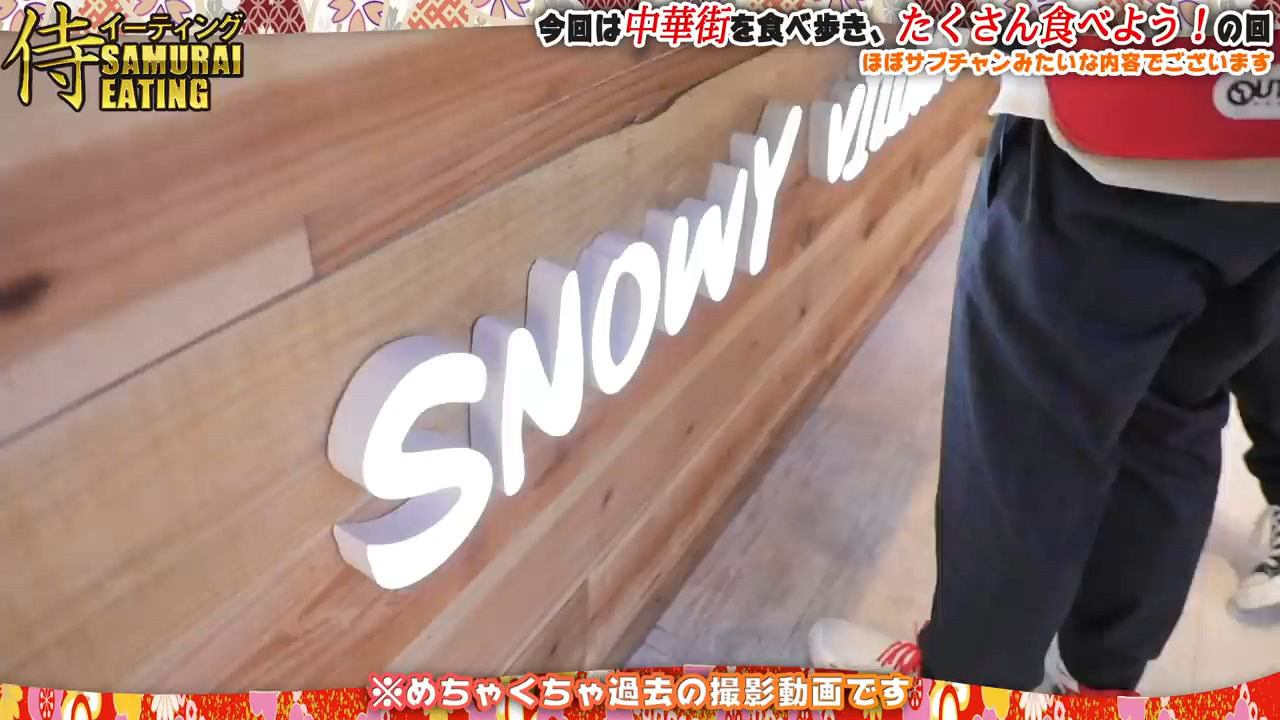 侍イーティング
SAMURAI
EATING
今回は中華街を食べ歩き、たくさん食べよう!の回
ほぼサブチャンみたいな内容でございます
SNOWY
※めちゃくちゃ過去の撮影動画です